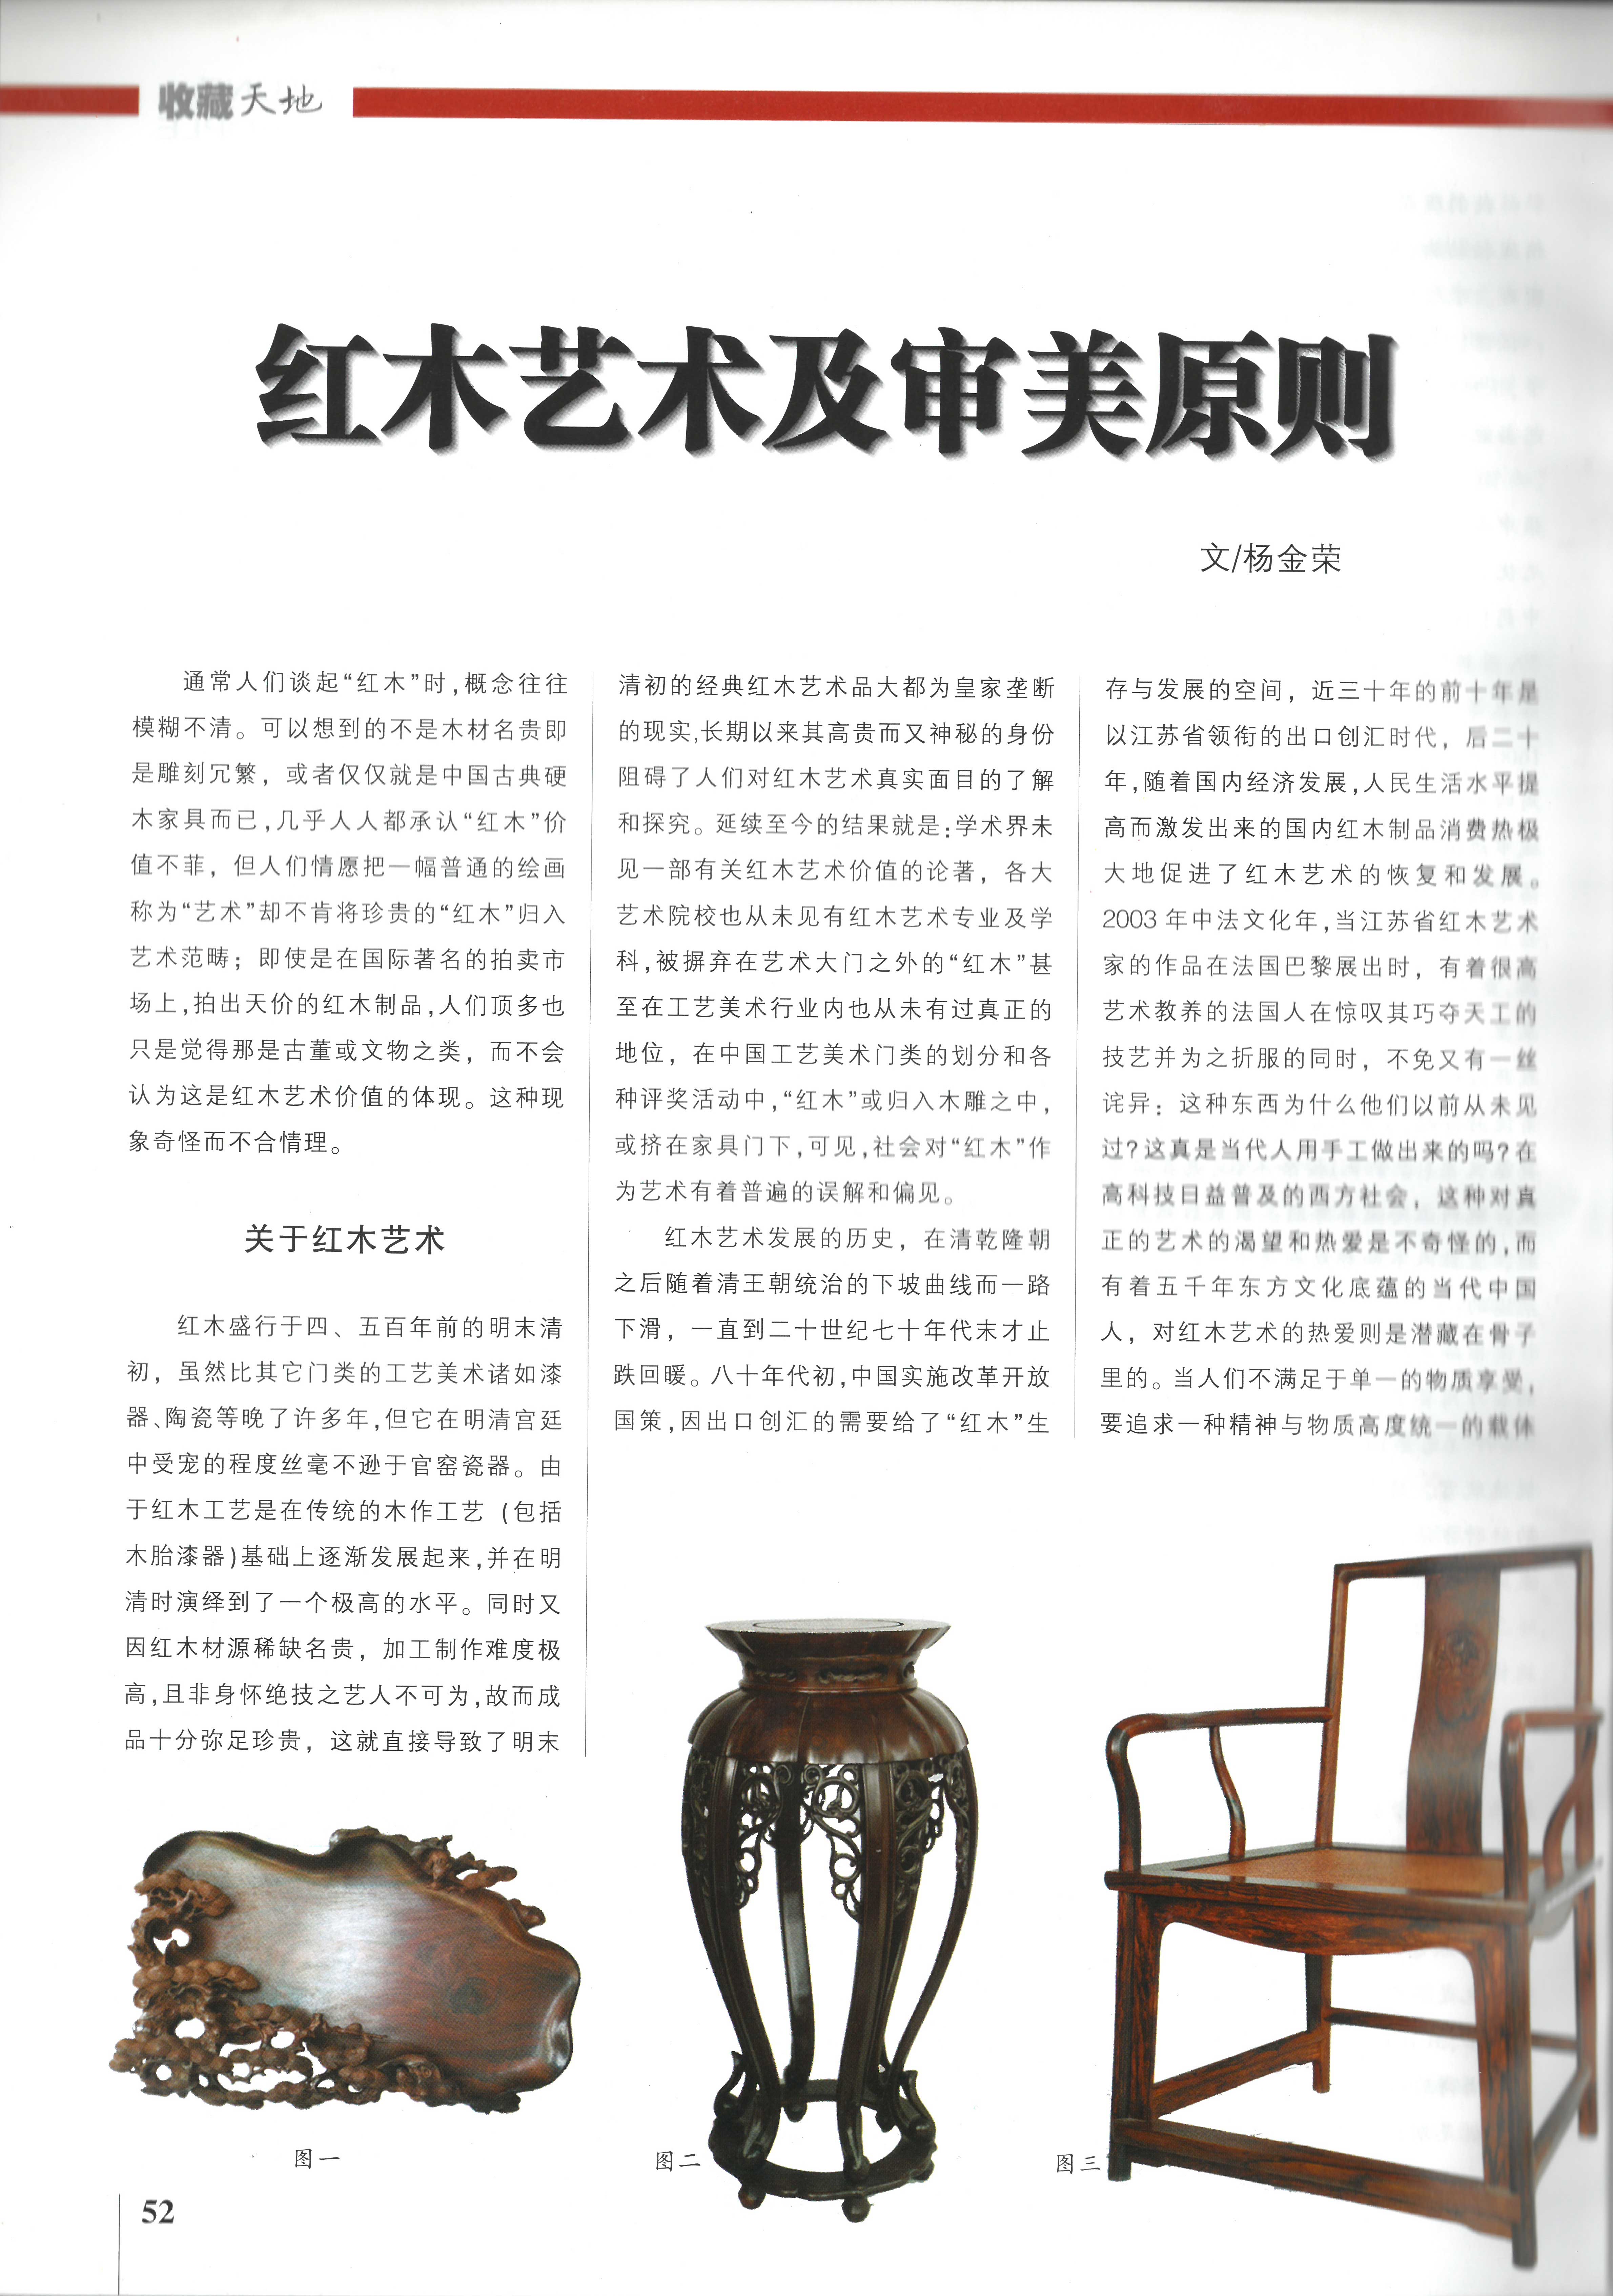 收藏天地
红木艺术及审美原则
文/杨金荣
通常人们谈起“红木”时,概念往往
模糊不清。可以想到的不是木材名贵即
是雕刻冗繁，或者仅仅就是中国古典硬
木家具而已,几乎人人都承认“红木”价
值不菲，但人们情愿把一幅普通的绘画
称为“艺术”却不肯将珍贵的“红木”归入
艺术范畴；即使是在国际著名的拍卖市
场上,拍出天价的红木制品,人们顶多也
只是觉得那是古董或文物之类，而不会
认为这是红木艺术价值的体现。这种现
象奇怪而不合情理。
关于红木艺术
红木盛行于四、五百年前的明末清
初，虽然比其它门类的工艺美术诸如漆
器、陶瓷等晚了许多年,但它在明清宫廷
中受宠的程度丝毫不逊于官窑瓷器。由
于红木工艺是在传统的木作工艺（包括
木胎漆器)基础上逐渐发展起来,并在明
清时演绎到了一个极高的水平。同时又
因红木材源稀缺名贵，加工制作难度极
高,且非身怀绝技之艺人不可为,故而成
品十分弥足珍贵，这就直接导致了明末
清初的经典红木艺术品大都为皇家垄断
的现实,长期以来其高贵而又神秘的身份
阻碍了人们对红木艺术真实面目的了解
和探究。延续至今的结果就是:学术界未
见一部有关红木艺术价值的论著，各大
艺术院校也从未见有红木艺术专业及学
科,被摒弃在艺术大门之外的“红木”甚
至在工艺美术行业内也从未有过真正的
地位，在中国工艺美术门类的划分和各
种评奖活动中,“红木”或归入木雕之中,
或挤在家具门下,可见,社会对“红木”作
为艺术有着普遍的误解和偏见。
红木艺术发展的历史，在清乾隆朝
之后随着清王朝统治的下坡曲线而一路
下滑，一直到二十世纪七十年代末才止
跌回暖。八十年代初,中国实施改革开放
国策,因出口创汇的需要给了“红木”生
存与发展的空间，近三十年的前十年是
以江苏省领衔的出口创汇时代，后二十
年,随着国内经济发展,人民生活水平提
高而激发出来的国内红木制品消费热极
大地促进了红木艺术的恢复和发展。
2003 年中法文化年,当江苏省红木艺术
家的作品在法国巴黎展出时，有着很高
艺术教养的法国人在惊叹其巧夺天工的
技艺并为之折服的同时，不免又有一丝
诧异：这种东西为什么他们以前从未见
过?这真是当代人用手工做出来的吗?在
高科技日益普及的西方社会，这种对真
正的艺术的渴望和热爱是不奇怪的,而
有着五千年东方文化底蕴的当代中国
人，对红木艺术的热爱则是潜藏在骨子
里的。当人们不满足于单一的物质享受,
要追求一种精神与物质高度统一的载体
图一
图二
图三
52